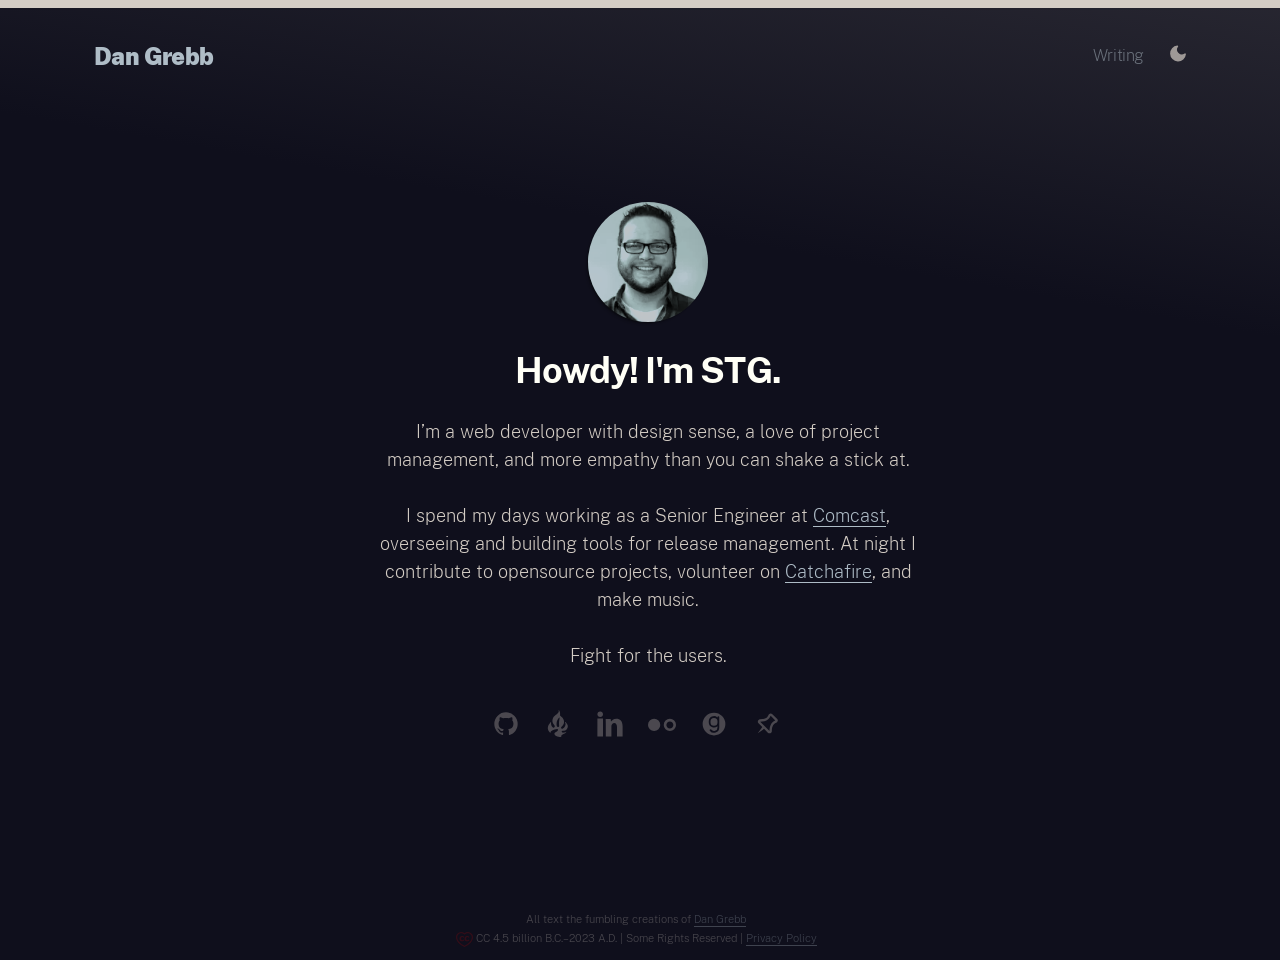 Dan Grebb
Writing
Howdy! I'm STG.
I’m a web developer with design sense, a love of project
management, and more empathy than you can shake a stick at.
I spend my days working as a Senior Engineer at Comcast,
overseeing and building tools for release management. At night I
contribute to opensource projects, volunteer on Catchafire, and
make music.
Fight for the users.
All text the fumbling creations of Dan Grebb
CC 4.5 billion B.C.–2023 A.D. | Some Rights Reserved | Privacy Policy